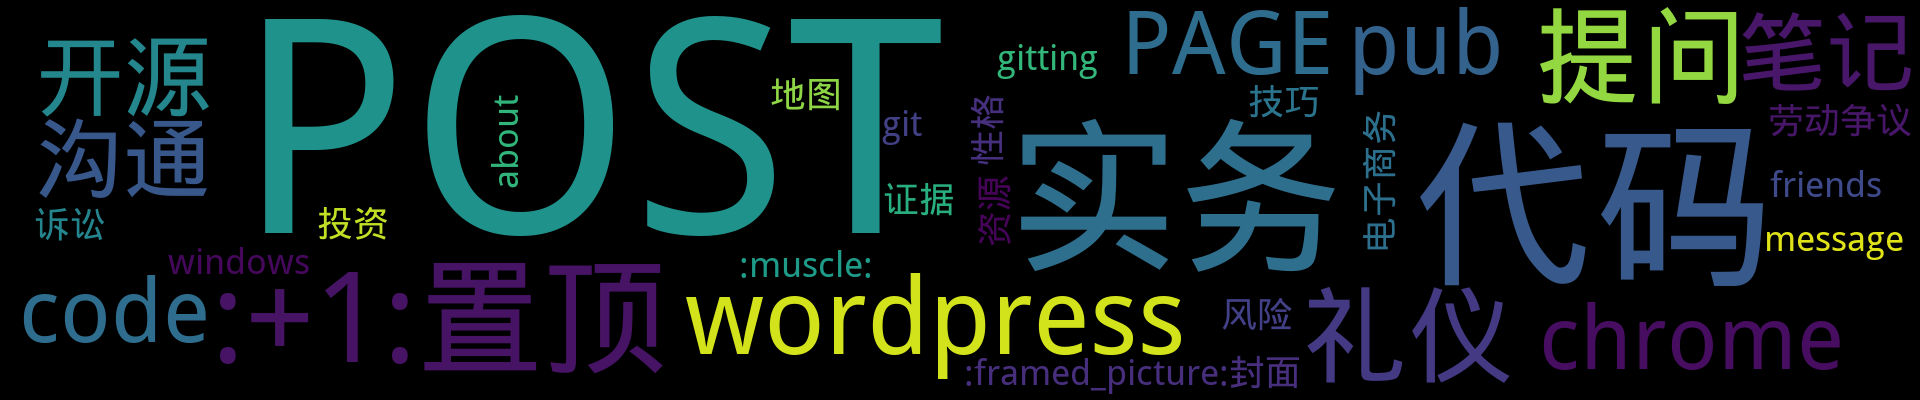 开源
POST
about
地图
gitting
PAGE
pub
提问
笔记
沟通
git
性格
技巧
电子商务
劳动争议
实务
代码
诉讼
投资
证据
资源
friends
message
windows
:muscle:
code
:+1:置顶
wordpress
风险
礼仪
chrome
:framed_picture:封面